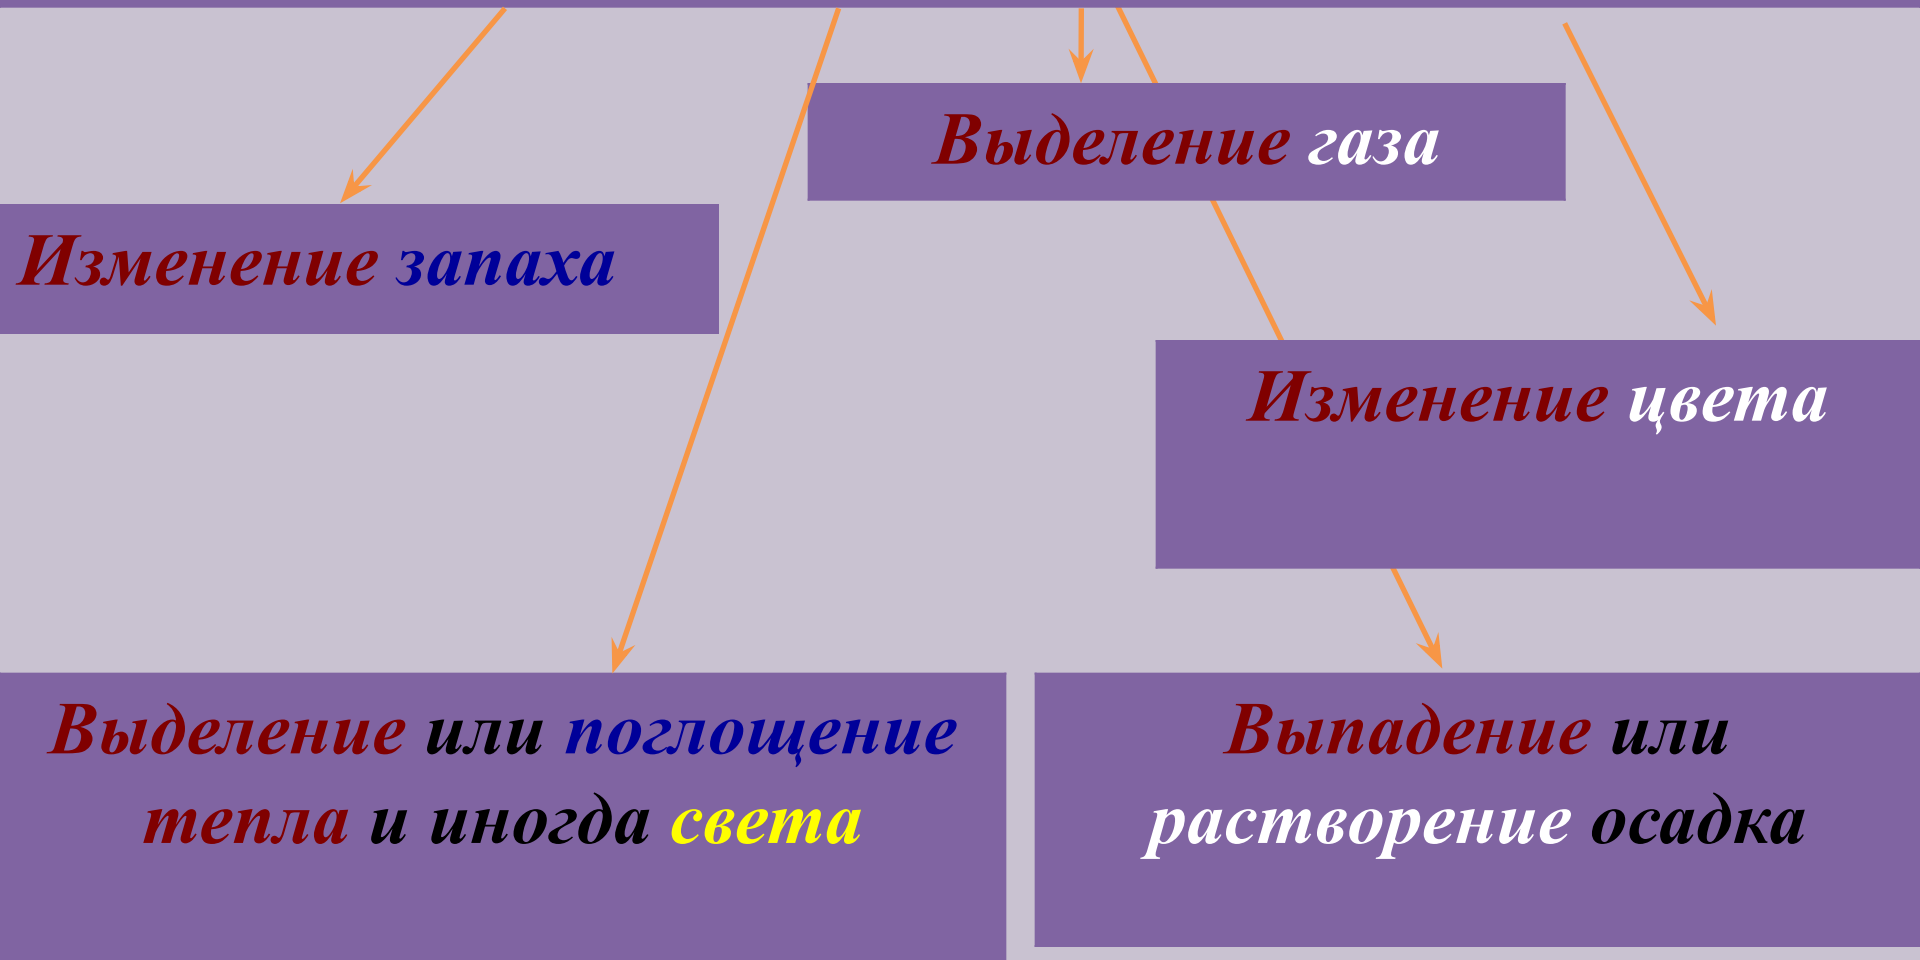 Выделение газа
Изменение запаха
Изменение цвета
Выделение или поглощение
тепла и иногда света
Выпадение или
растворение осадка